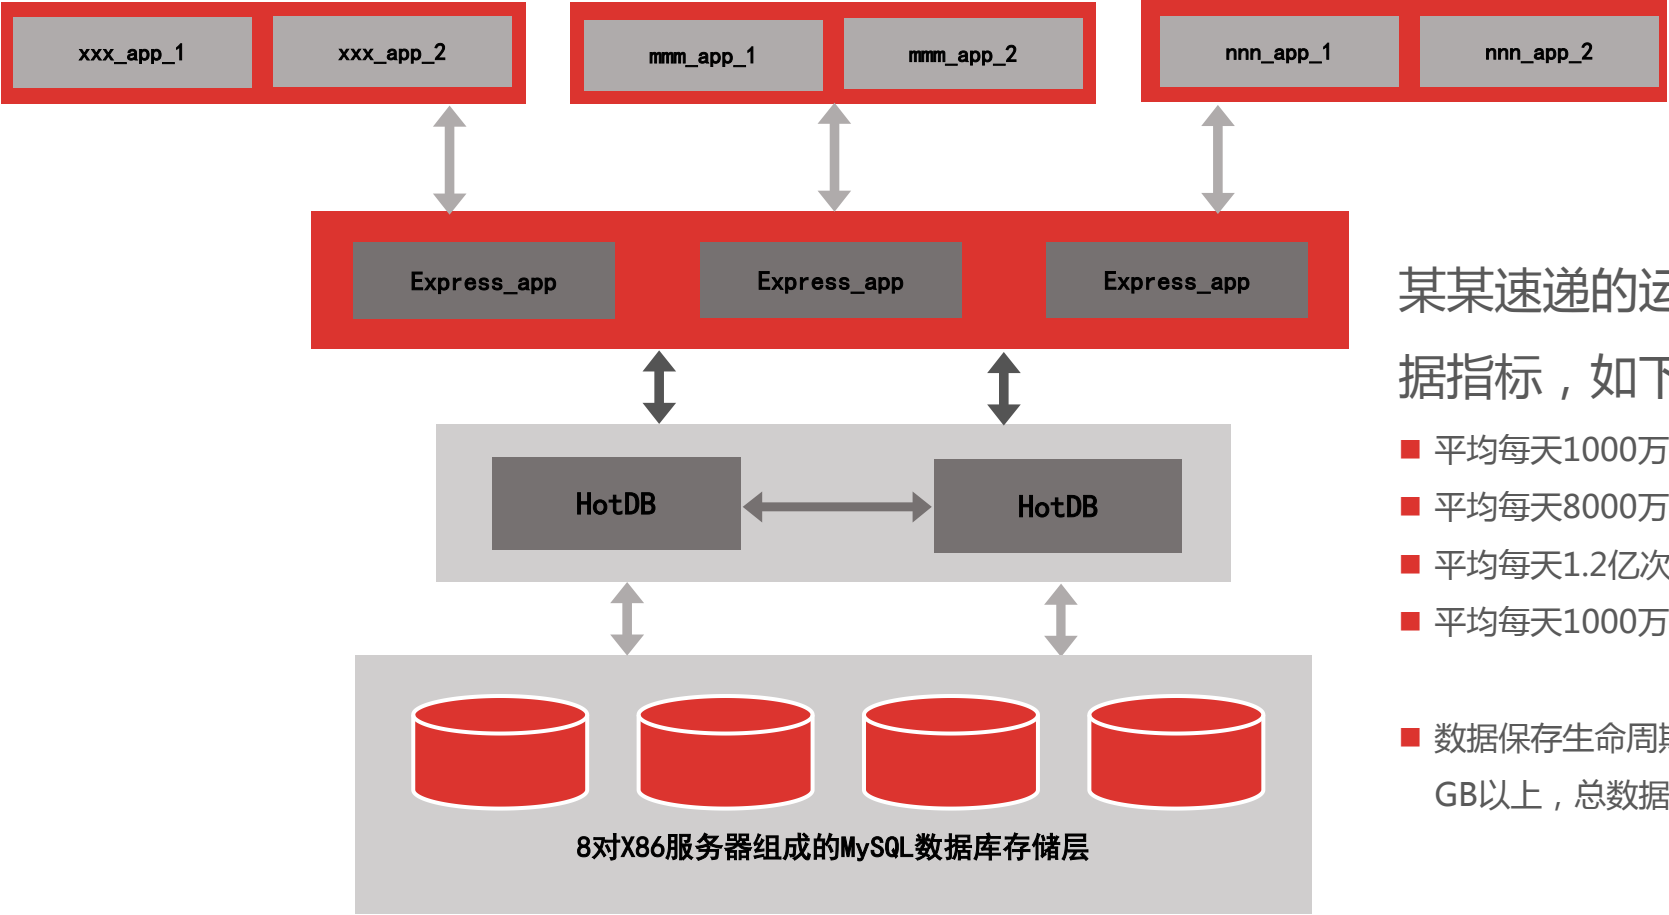 xxx_app_1
xxx_app_2
mmm_app_1
mmm_app_2
nnn_app_1
nnn_app_2
Express_app
Express_app
Express_app
HotDB
HotDB
8对X86服务器组成的MySQL数据库存储层
某某速递的运
据指标，如下
平均每天1000万
平均每天8000万
平均每天1.2亿次
平均每天1000万
数据保存生命周期
GB以上，总数据